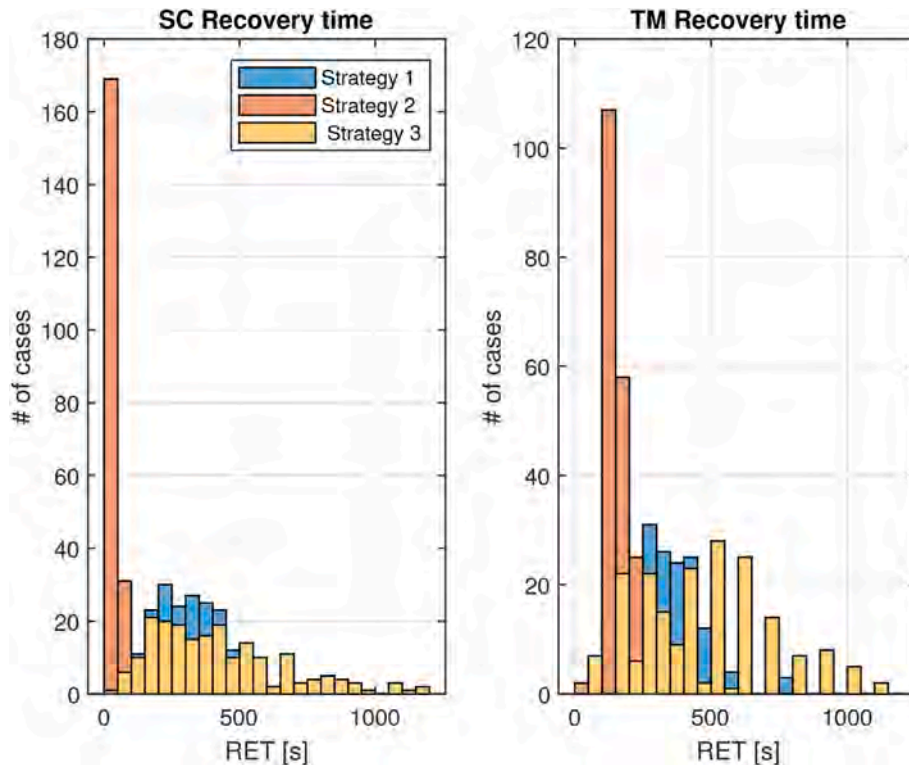 SC Recovery time
180
160
140
120
100
80
60
40
20
0
# of cases
0 500 1000
RET [s]
Strategy 1
Strategy 2
Strategy 3
TM Recovery time
120
100
80
60
40
20
0
# of cases
0 500 1000
RET [s]